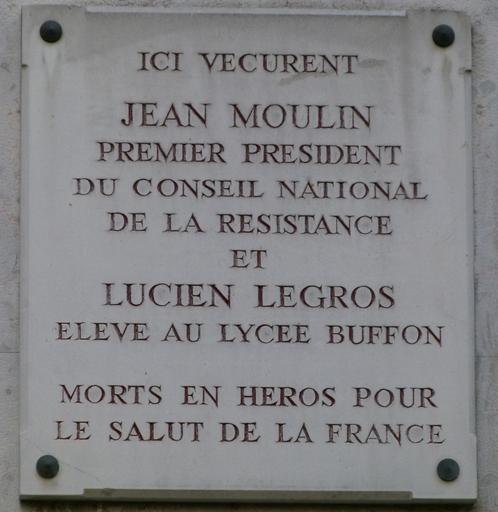 ICI VECURENT
JEAN MOULIN
PREMIER PRESIDENT
DU CONSEIL NATIONAL
DE LA RESISTANCE
ET
LUCIEN LEGROS
ELEVE AU LYCEE BUFFON
MORTS EN HEROS POUR
LE SALUT DE LA FRANCE